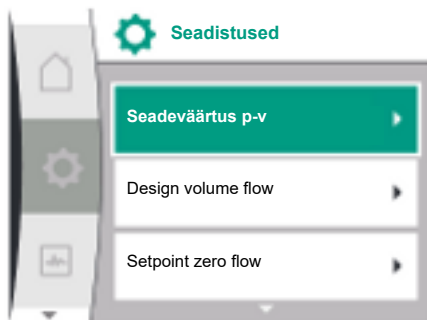 Seadistused
Seadeväärtus p-v
Design volume flow
Setpoint zero flow